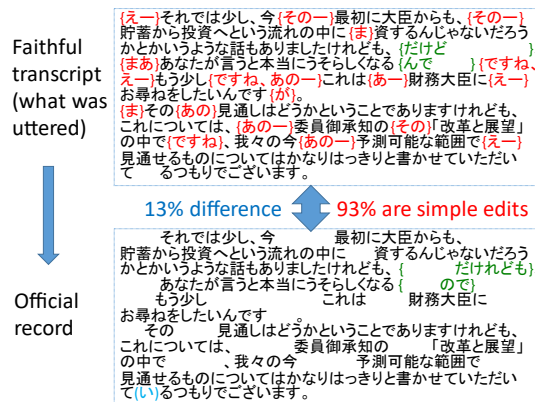 Faithful
transcript
(what was
uttered)
{えー}それでは少し、今{そのー}最初に大臣からも、{そのー}
貯蓄から投資へという流れの中に{ま}資するんじゃないだろう
かとかいうような話もありましたけれども、{だけど }
{まあ}あなたが言うと本当にうそらしくなる{んで }{ですね、
えー}もう少し{ですね、あのー}これは{あー}財務大臣に{えー}
お尋ねをしたいんです{が}。
{ま}その{あの}見通しはどうかということでありますけれども、
これについては、{あのー}委員御承知の{その}「改革と展望」
の中で{ですね}、我々の今{あのー}予測可能な範囲で{えー}
見通せるものについてはかなりはっきりと書かせていただい
て るつもりでございます。
13% difference 93% are simple edits
Official
record
それでは少し、今 最初に大臣からも、
貯蓄から投資へという流れの中に 資するんじゃないだろう
かとかいうような話もありましたけれども、{ だけれども}
あなたが言うと本当にうそらしくなる{ ので}
もう少し これは 財務大臣に
お尋ねをしたいんです 。
その 見通しはどうかということでありますけれども、
これについては、 委員御承知の 「改革と展望」
の中で 、我々の今 予測可能な範囲で
見通せるものについてはかなりはっきりと書かせていただい
て(い)るつもりでございます。